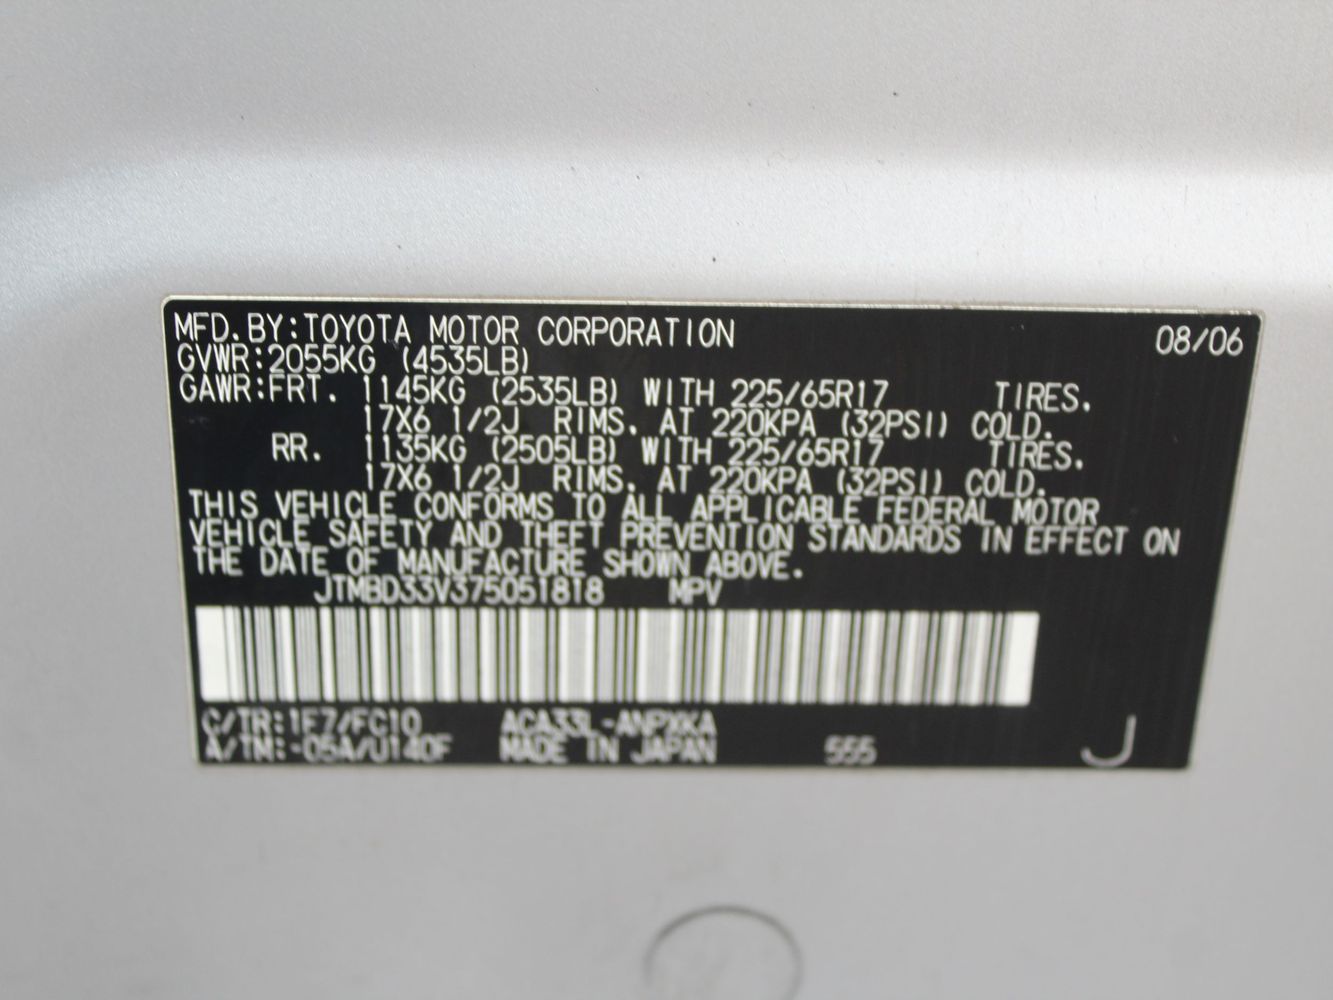 MFD. BY:TOYOTA MOTOR CORPORATION 08/06
GVWR:2055KG (4535LB)
GAWR:FRT. 1145KG (2535LB) WITH 225/65R17 TIRES.
17X6 1/2J RIMS. AT 220KPA (32PSI) COLD.
RR. 1135KG (2505LB) WITH 225/65R17 TIRES.
17X6 1/2J RIMS. AT 220KPA (32PSI) COLD.
THIS VEHICLE CONFORMS TO ALL APPLICABLE FEDERAL MOTOR
VEHICLE SAFETY AND THEFT PREVENTION STANDARDS IN EFFECT ON
THE DATE OF MANUFACTURE SHOWN ABOVE.
JTMBD33V375051818 MPV
C/TR:1F7/FC10 ACA33L-ANPXKA
A/TM:-05A/U140F MADE IN JAPAN 555 J